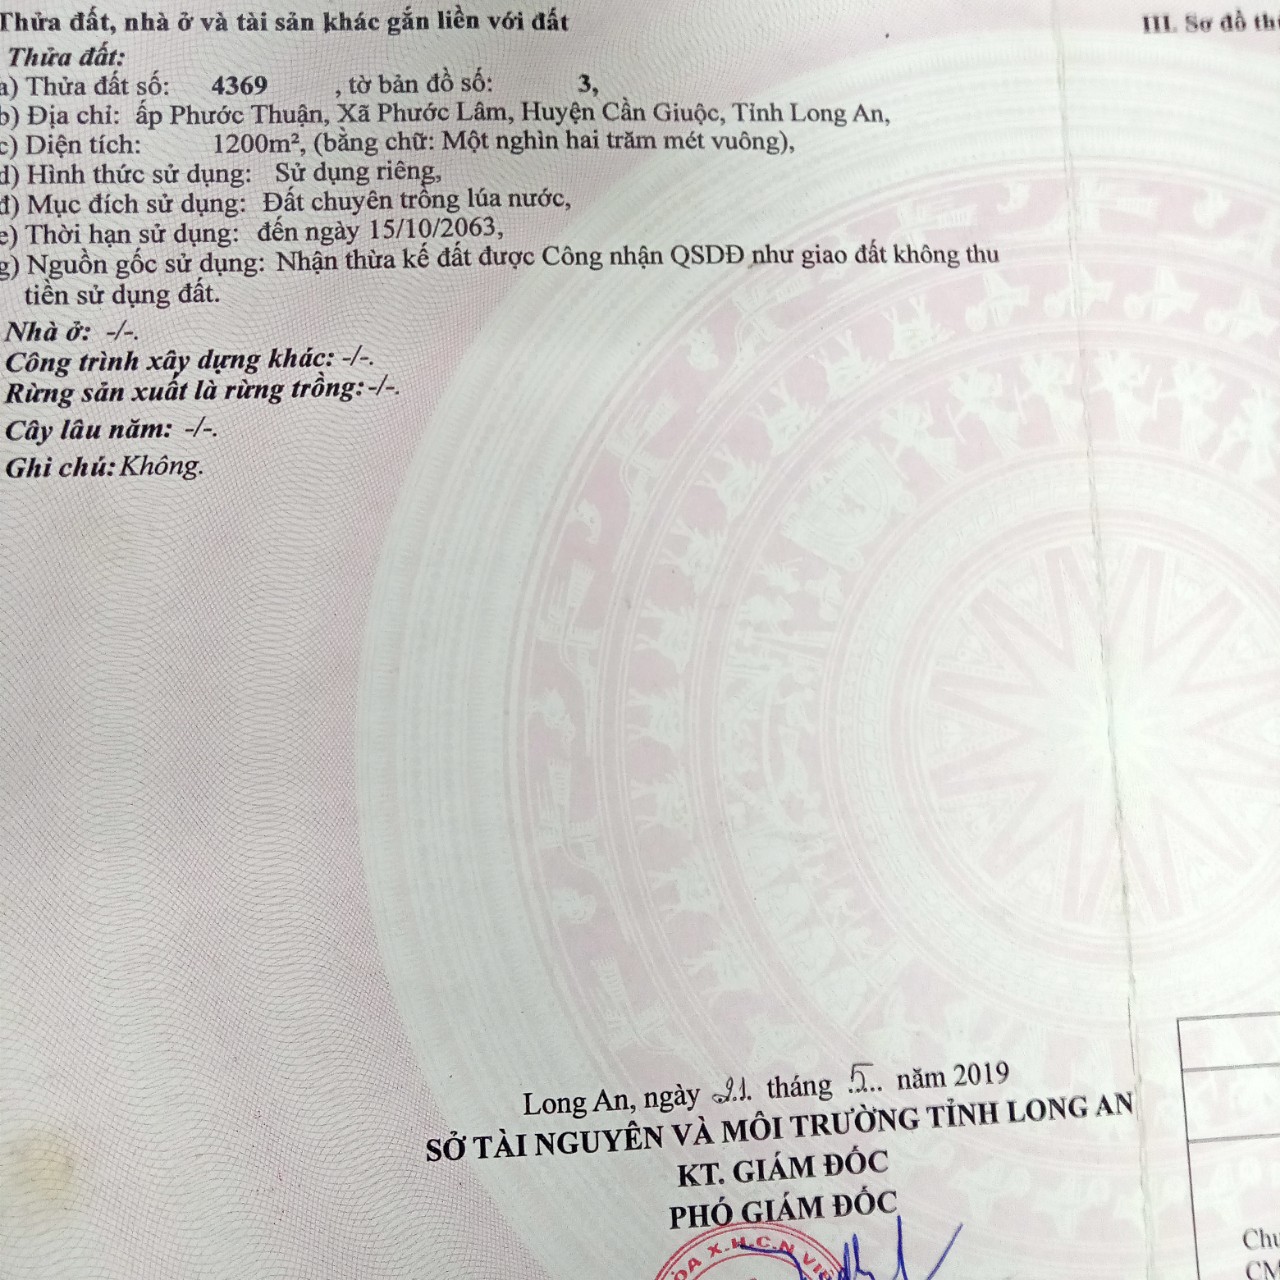 Thửa đất, nhà ở và tài sản khác gắn liền với đất
III. Sơ đồ
Thửa đất:
a) Thửa đất số: 4369 , tờ bản đồ số: 3,
b) Địa chỉ: ấp Phước Thuận, Xã Phước Lâm, Huyện Cần Giuộc, Tỉnh Long An,
c) Diện tích: 1200m², (bằng chữ: Một nghìn hai trăm mét vuông),
d) Hình thức sử dụng: Sử dụng riêng,
đ) Mục đích sử dụng: Đất chuyên trồng lúa nước,
e) Thời hạn sử dụng: đến ngày 15/10/2063,
g) Nguồn gốc sử dụng: Nhận thừa kế đất được Công nhận QSDĐ như giao đất không thu
tiền sử dụng đất.
Nhà ở: -/-.
Công trình xây dựng khác: -/-.
Rừng sản xuất là rừng trồng: -/-.
Cây lâu năm: -/-.
Ghi chú: Không.
Long An, ngày 21. tháng .5... năm 2019
SỞ TÀI NGUYÊN VÀ MÔI TRƯỜNG TỈNH LONG AN
KT. GIÁM ĐỐC
PHÓ GIÁM ĐỐC
X.H.C.N